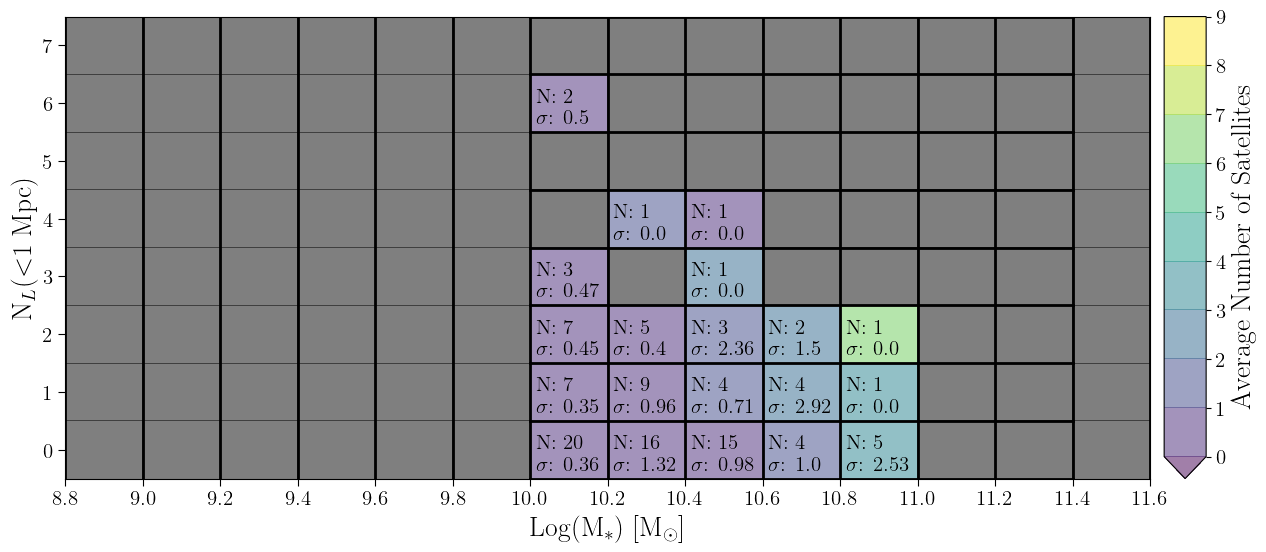 7
6
5
4
3
2
1
0
N_L(<1 Mpc)
N: 2
σ: 0.5
N: 1
σ: 0.0
N: 1
σ: 0.0
N: 3
σ: 0.47
N: 1
σ: 0.0
N: 7
σ: 0.45
N: 5
σ: 0.4
N: 3
σ: 2.36
N: 2
σ: 1.5
N: 1
σ: 0.0
N: 7
σ: 0.35
N: 9
σ: 0.96
N: 4
σ: 0.71
N: 4
σ: 2.92
N: 1
σ: 0.0
N: 20
σ: 0.36
N: 16
σ: 1.32
N: 15
σ: 0.98
N: 4
σ: 1.0
N: 5
σ: 2.53
8.8 9.0 9.2 9.4 9.6 9.8 10.0 10.2 10.4 10.6 10.8 11.0 11.2 11.4 11.6
Log(M_*) [M_⊙]
9
8
7
6
5
4
3
2
1
0
Average Number of Satellites